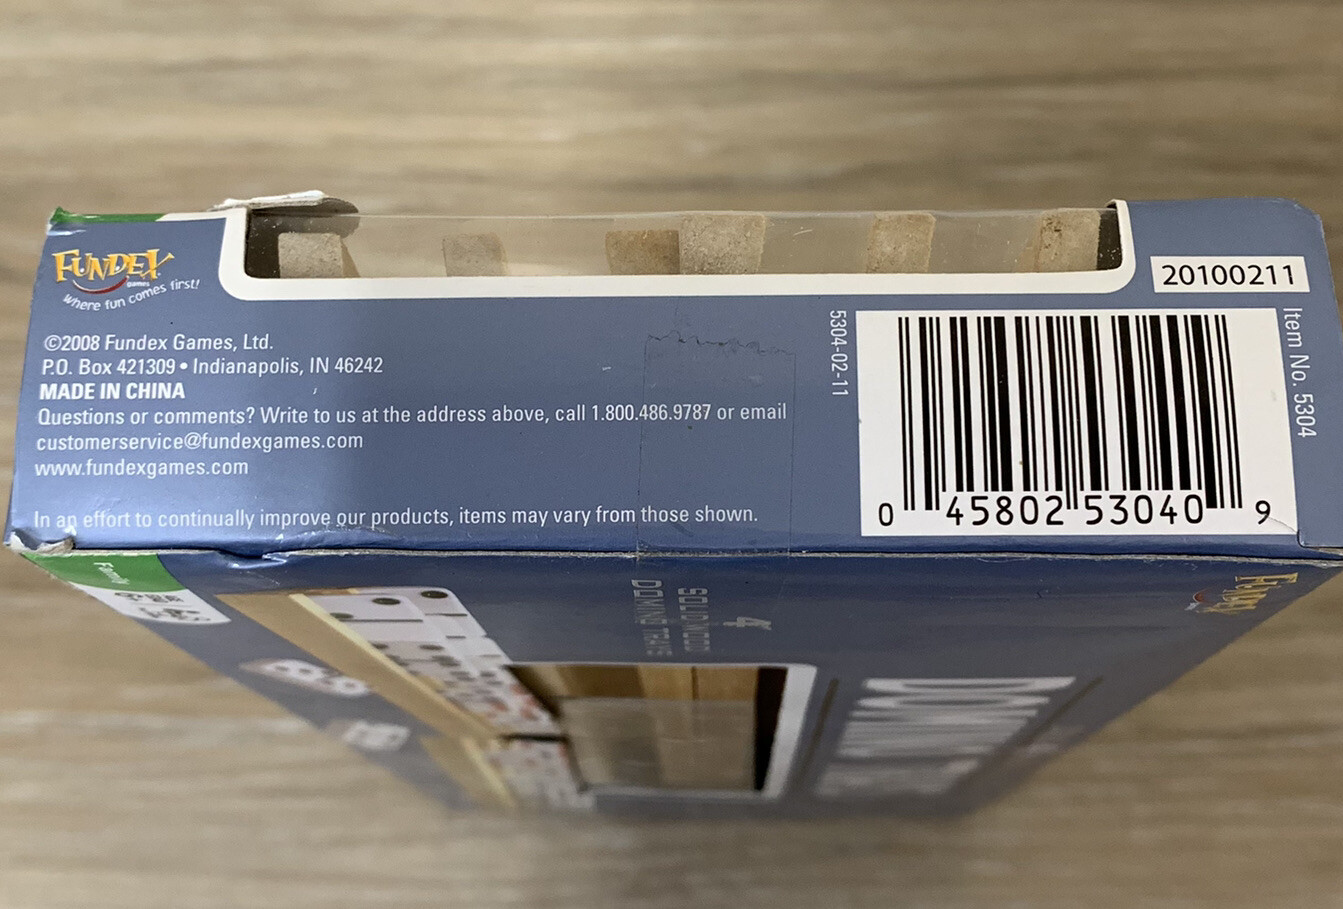 FUNDEX
games
where fun comes first!
©2008 Fundex Games, Ltd.
P.O. Box 421309 • Indianapolis, IN 46242
MADE IN CHINA
Questions or comments? Write to us at the address above, call 1.800.486.9787 or email
customerservice@fundexgames.com
www.fundexgames.com
In an effort to continually improve our products, items may vary from those shown.
20100211
5304-02-11
Item No. 5304
0 45802 53040 9
Family
4
SOLID WOOD
DOMINO TRAYS
FUNDEX